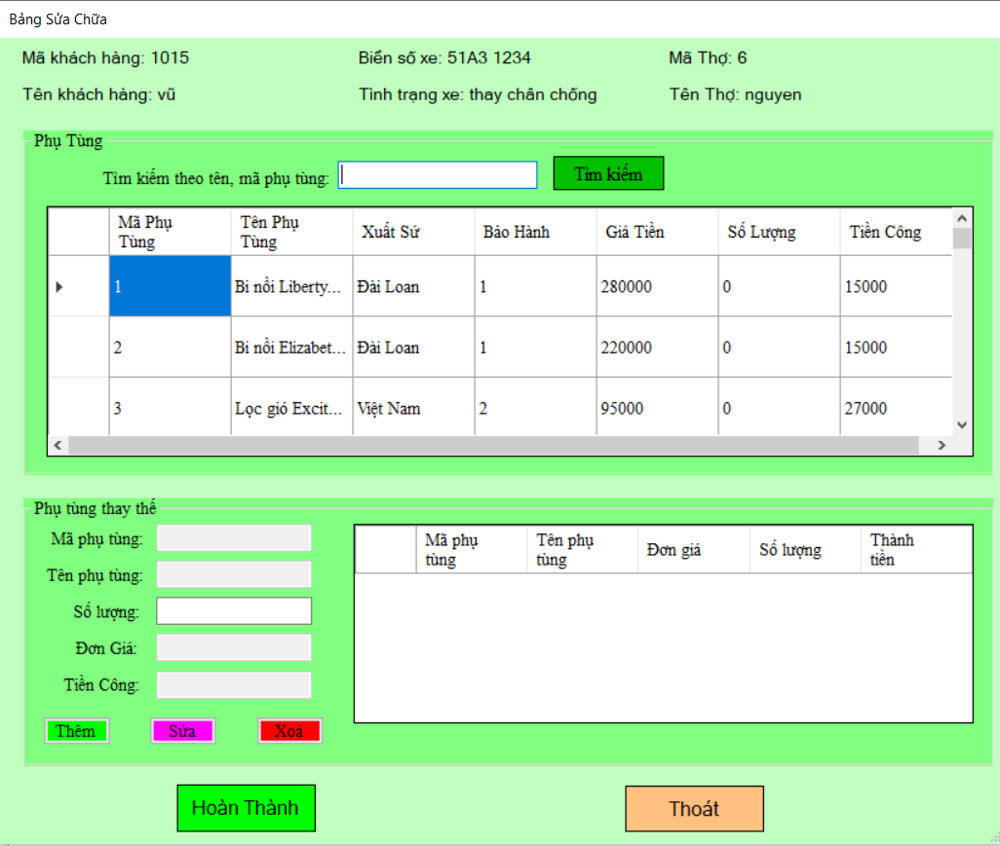 Bảng Sửa Chữa
Mã khách hàng: 1015
Biển số xe: 51A3 1234
Mã Thợ: 6
Tên khách hàng: vũ
Tình trạng xe: thay chân chống
Tên Thợ: nguyen
Phụ Tùng
Tìm kiếm theo tên, mã phụ tùng:
Tìm kiếm
Mã Phụ Tùng
Tên Phụ Tùng
Xuất Sứ
Bảo Hành
Giá Tiền
Số Lượng
Tiền Công
1 Bi nồi Liberty... Đài Loan 1 280000 0 15000
2 Bi nồi Elizabet... Đài Loan 1 220000 0 15000
3 Lọc gió Excit... Việt Nam 2 95000 0 27000
Phụ tùng thay thế
Mã phụ tùng:
Tên phụ tùng:
Số lượng:
Đơn Giá:
Tiền Công:
Thêm
Sửa
Xoá
Mã phụ tùng
Tên phụ tùng
Đơn giá
Số lượng
Thành tiền
Hoàn Thành
Thoát